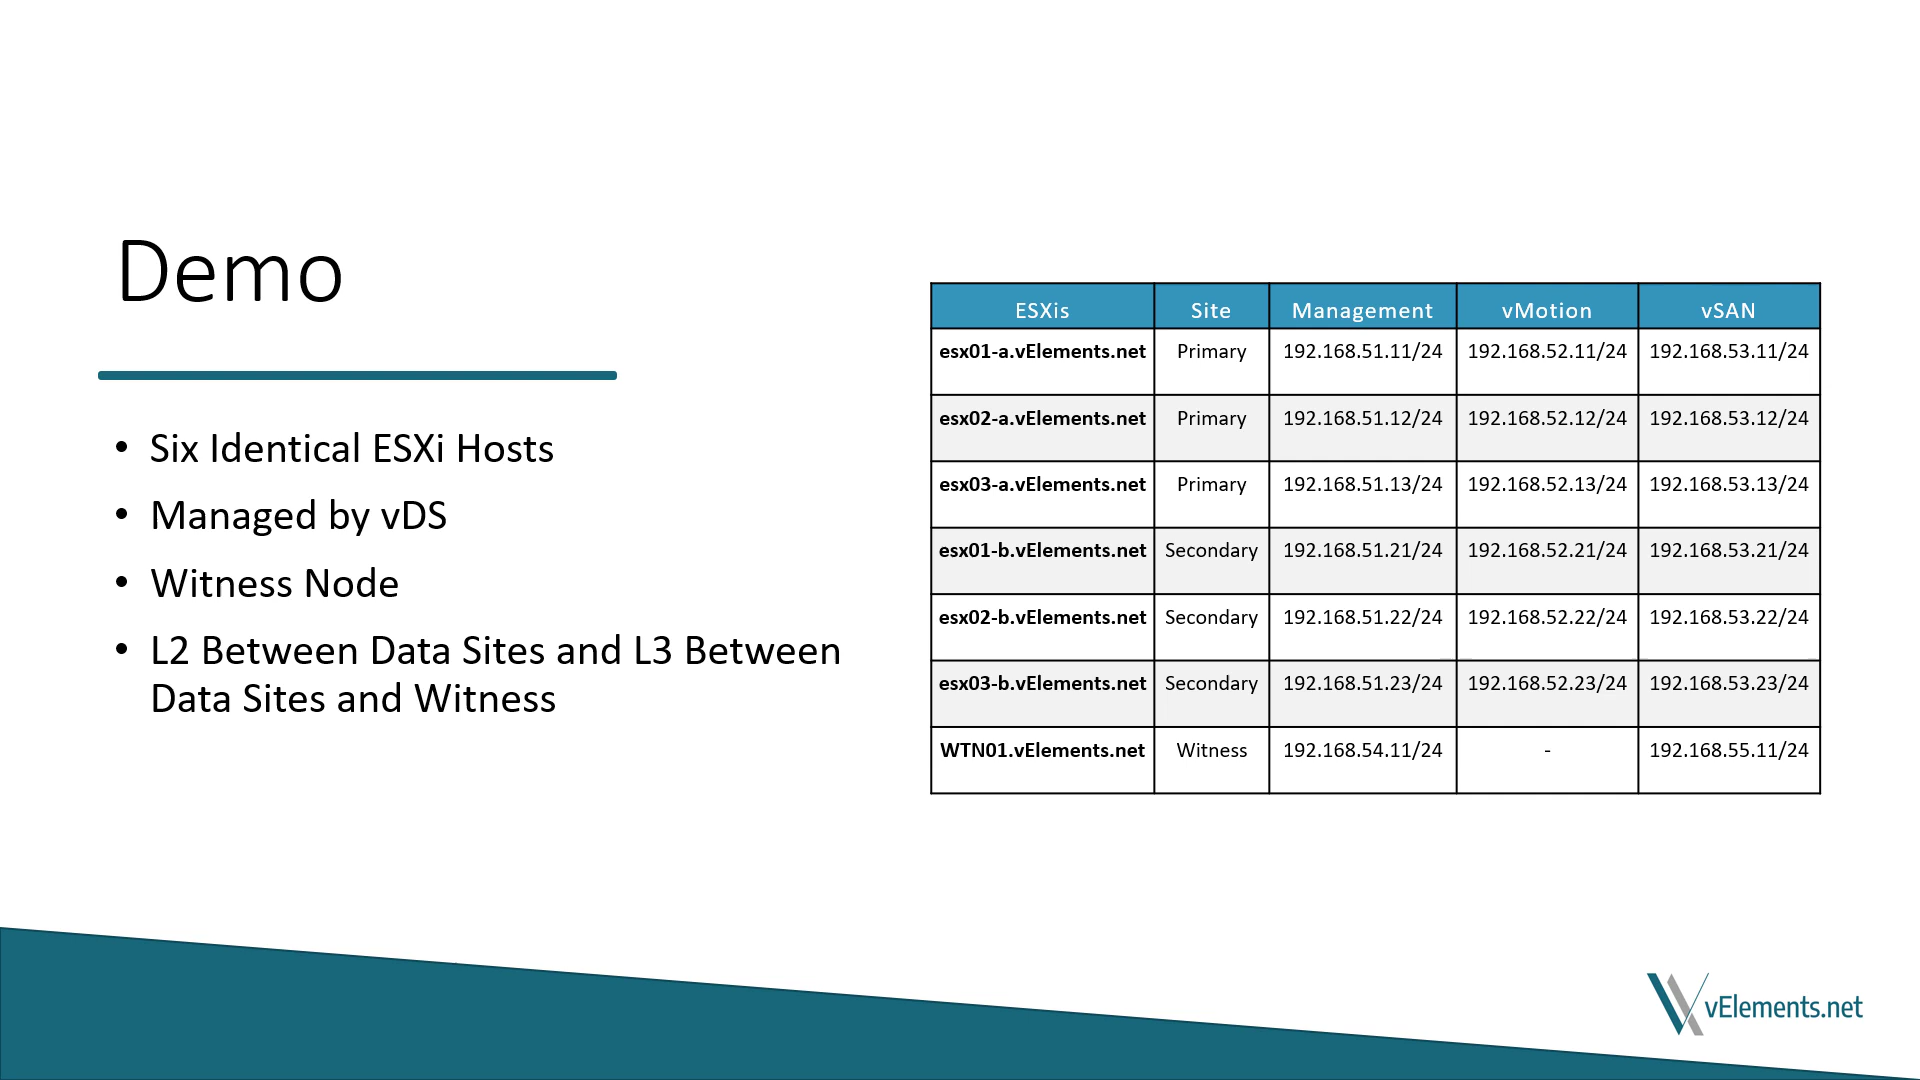 Demo
• Six Identical ESXi Hosts
• Managed by vDS
• Witness Node
• L2 Between Data Sites and L3 Between
Data Sites and Witness
ESXis Site Management vMotion vSAN
esx01-a.vElements.net Primary 192.168.51.11/24 192.168.52.11/24 192.168.53.11/24
esx02-a.vElements.net Primary 192.168.51.12/24 192.168.52.12/24 192.168.53.12/24
esx03-a.vElements.net Primary 192.168.51.13/24 192.168.52.13/24 192.168.53.13/24
esx01-b.vElements.net Secondary 192.168.51.21/24 192.168.52.21/24 192.168.53.21/24
esx02-b.vElements.net Secondary 192.168.51.22/24 192.168.52.22/24 192.168.53.22/24
esx03-b.vElements.net Secondary 192.168.51.23/24 192.168.52.23/24 192.168.53.23/24
WTN01.vElements.net Witness 192.168.54.11/24 - 192.168.55.11/24
vElements.net